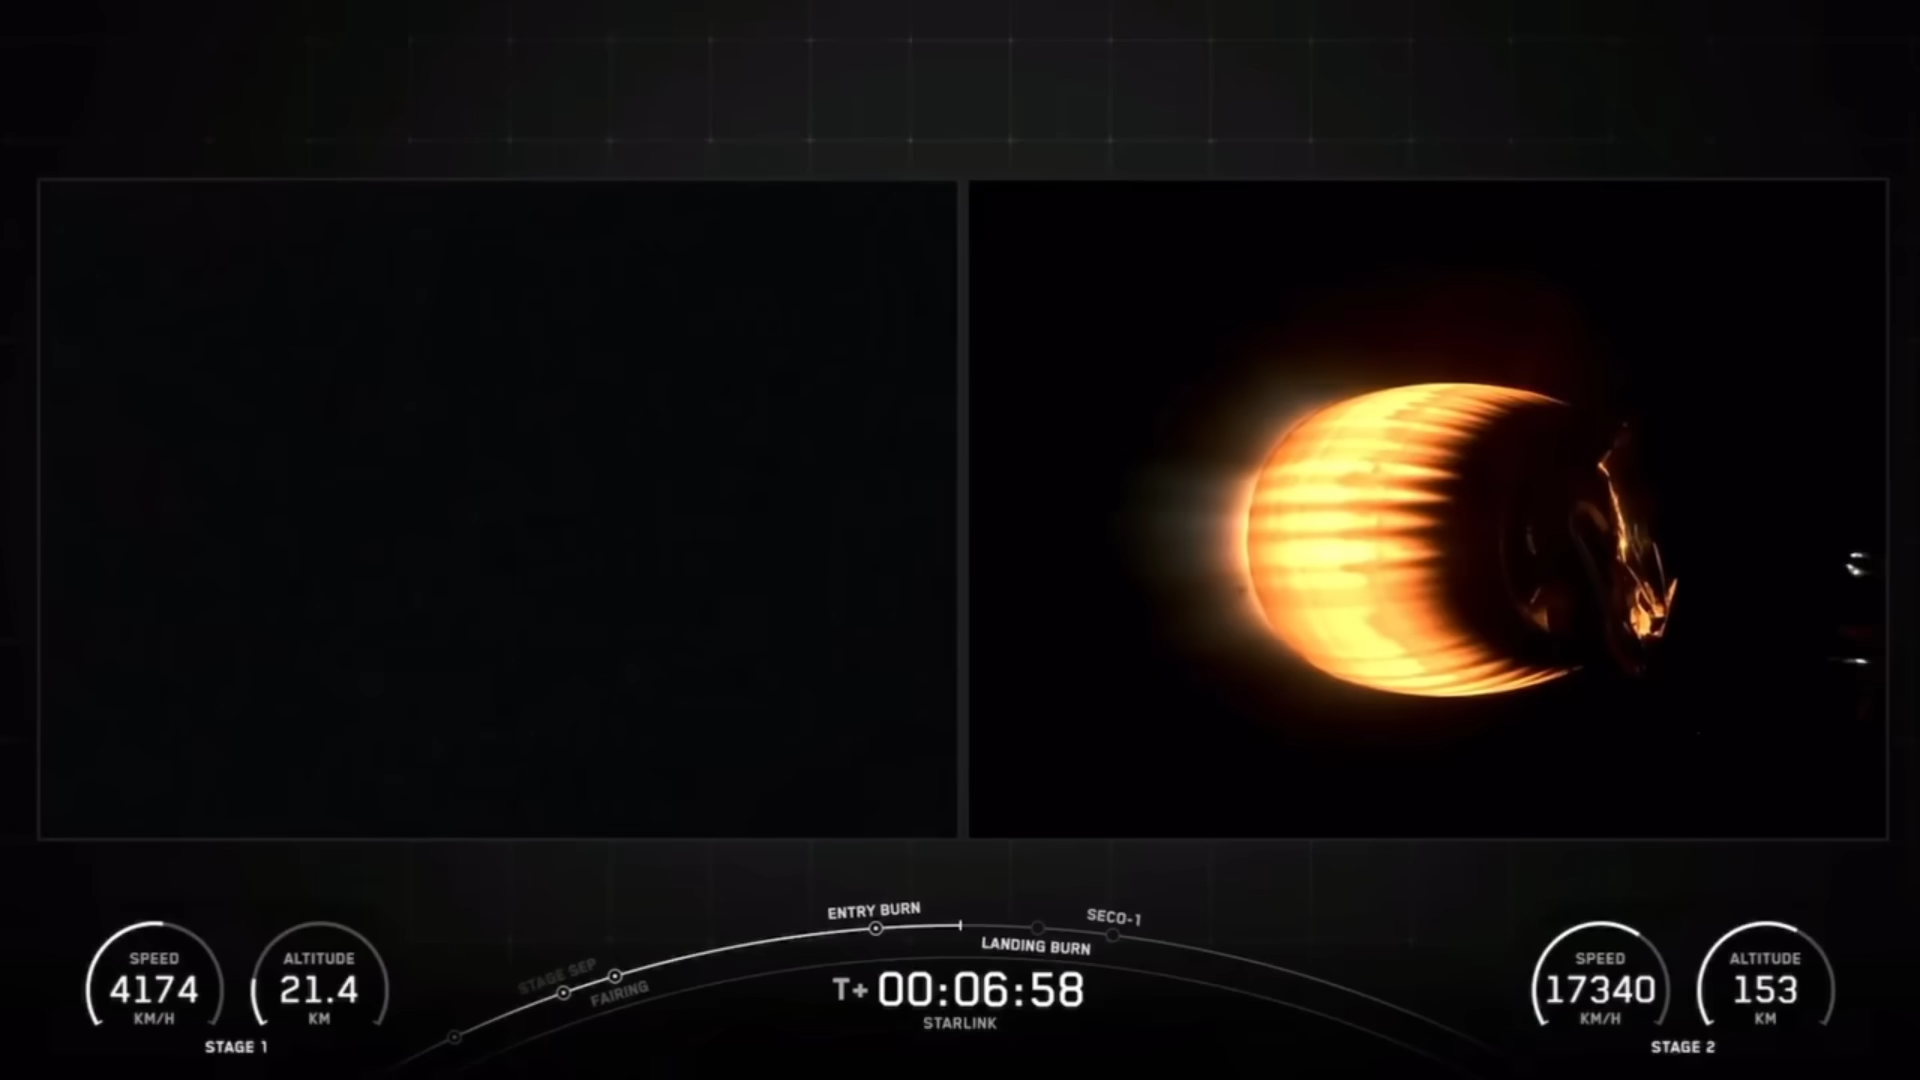 ENTRY BURN
SECO-1
LANDING BURN
STAGE SEP
FAIRING
SPEED
4174
KM/H
ALTITUDE
21.4
KM
STAGE 1
T+ 00:06:58
STARLINK
SPEED
17340
KM/H
ALTITUDE
153
KM
STAGE 2